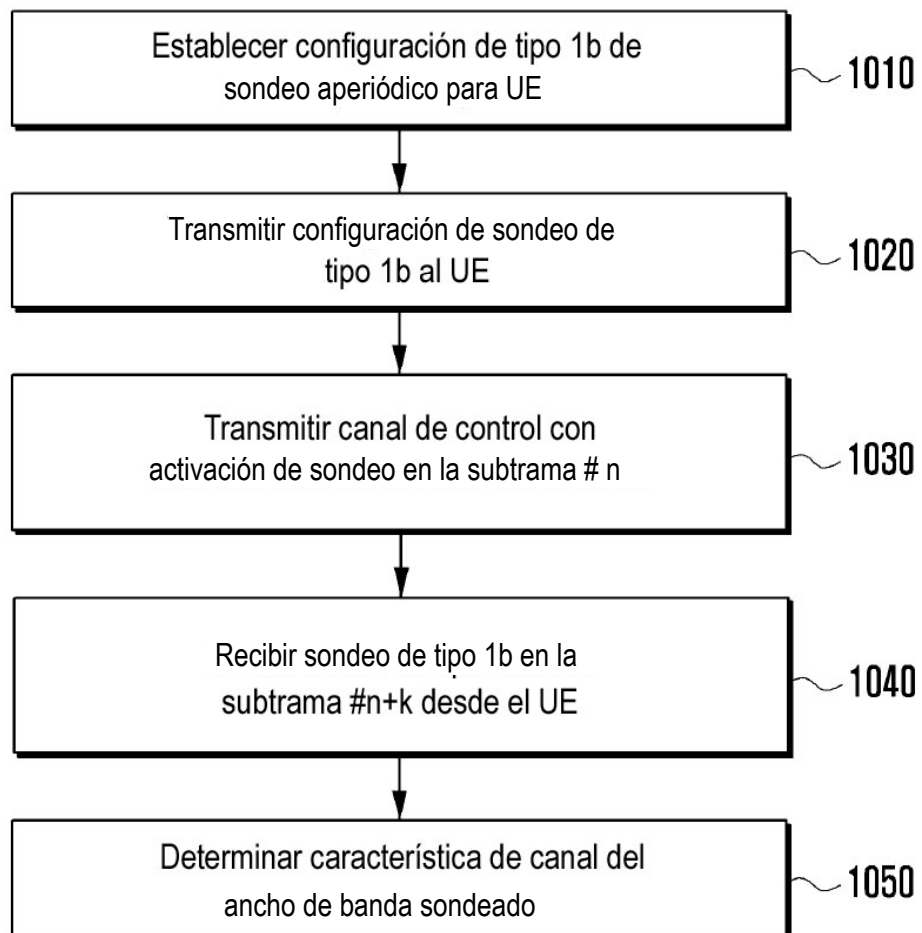 Establecer configuración de tipo 1b de
sondeo aperiódico para UE
1010
Transmitir configuración de sondeo de
tipo 1b al UE
1020
Transmitir canal de control con
activación de sondeo en la subtrama # n
1030
Recibir sondeo de tipo 1b en la
subtrama #n+k desde el UE
1040
Determinar característica de canal del
ancho de banda sondeado
1050